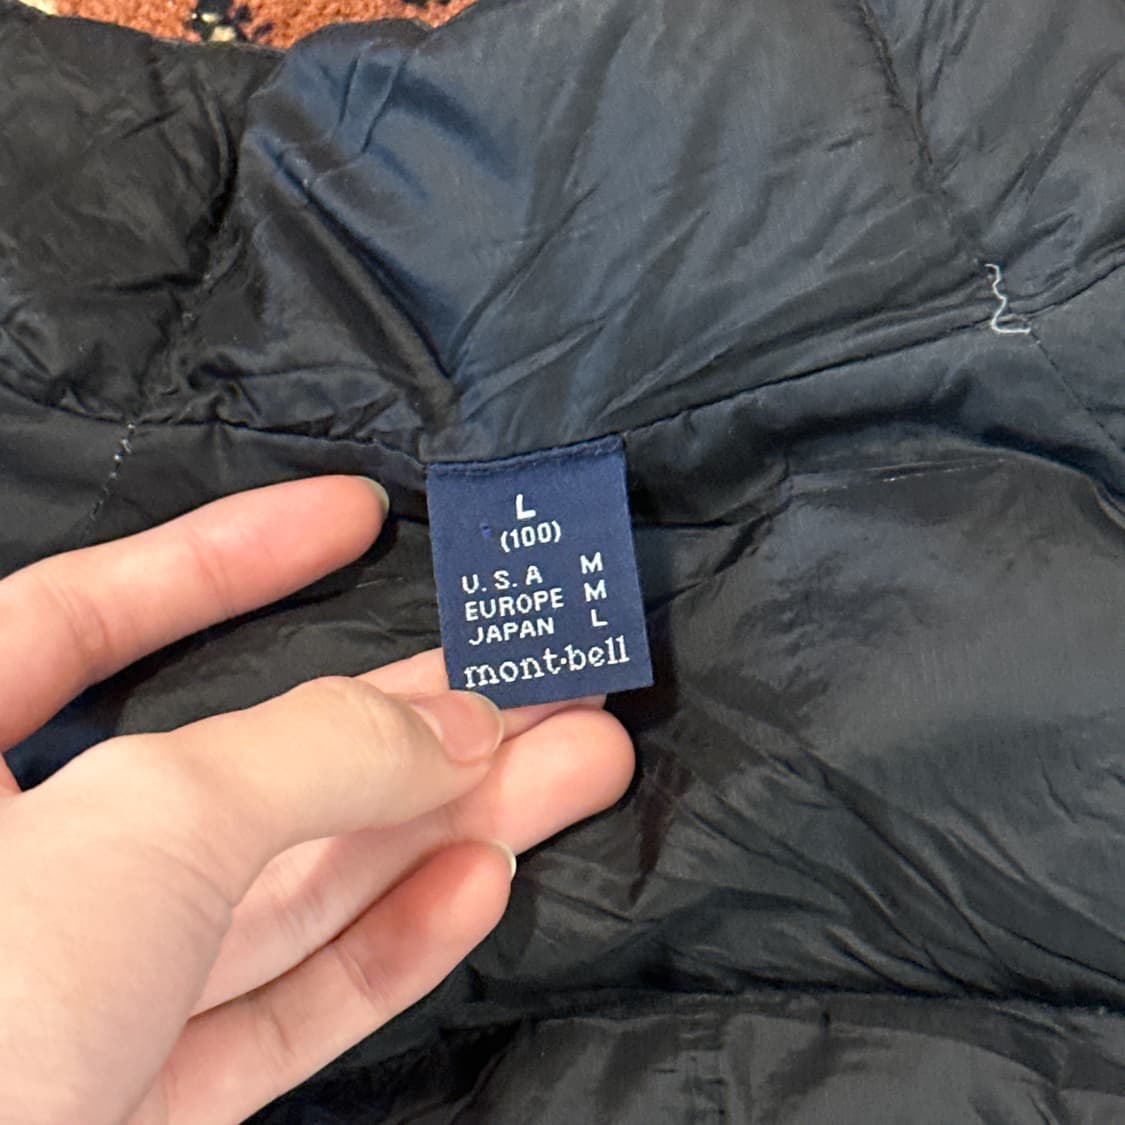 L
(100)
U.S.A M
EUROPE M
JAPAN L
mont·bell